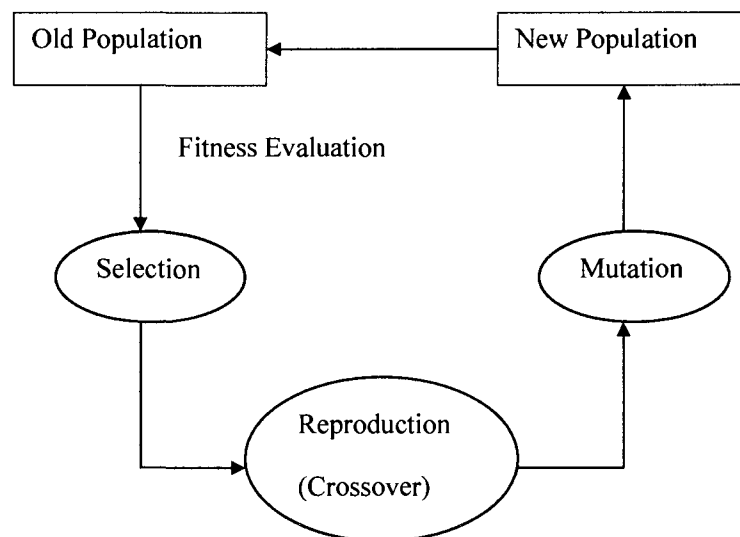 Old Population
New Population
Fitness Evaluation
Selection
Mutation
Reproduction
(Crossover)